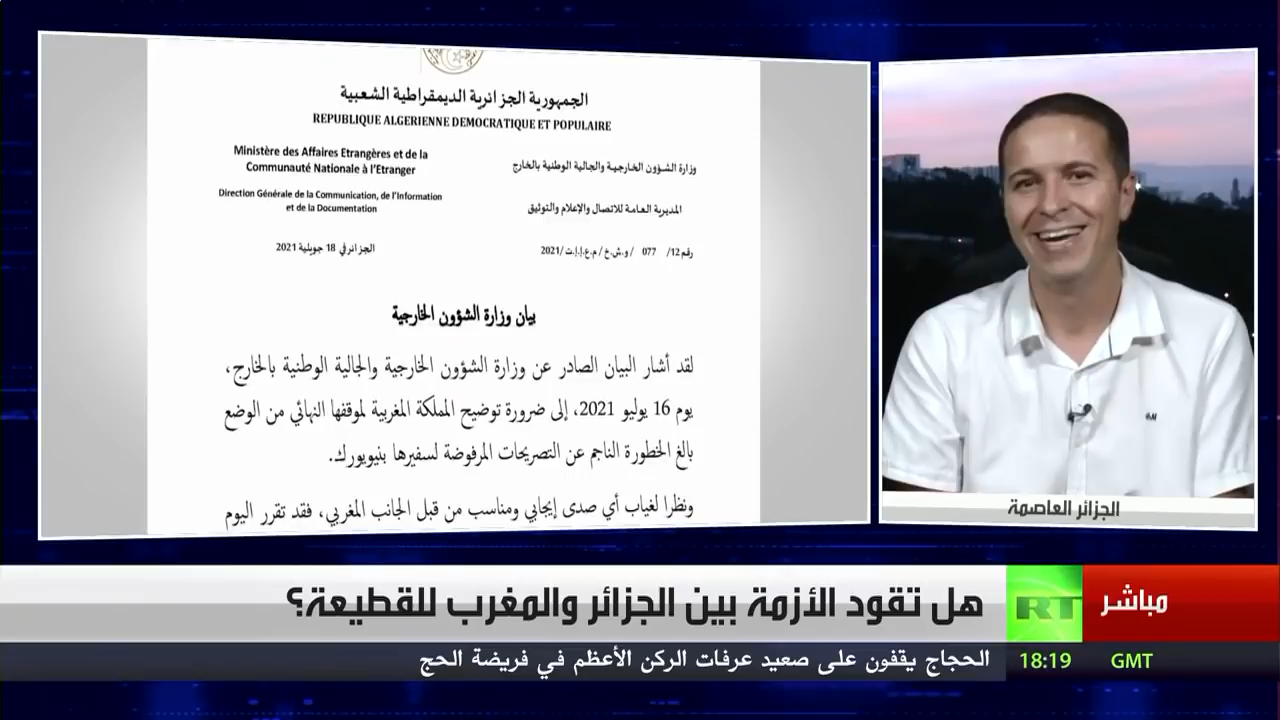 الجمهورية الجزائرية الديمقراطية الشعبية
REPUBLIQUE ALGERIENNE DEMOCRATIQUE ET POPULAIRE
Ministère des Affaires Etrangères et de la
Communauté Nationale à l'Etranger
وزارة الشؤون الخارجية والجالية الوطنية بالخارج
Direction Générale de la Communication, de l'Information
et de la Documentation
المديرية العامة للاتصال والإعلام والتوثيق
رقم 12/ 077 /و.ش.خ/م.ع.إ.إ.ت/2021
الجزائر في 18 جويلية 2021
بيان وزارة الشؤون الخارجية
لقد أشار البيان الصادر عن وزارة الشؤون الخارجية والجالية الوطنية بالخارج،
يوم 16 يوليو 2021، إلى ضرورة توضيح المملكة المغربية لموقفها النهائي من الوضع
بالغ الخطورة الناجم عن التصريحات المرفوضة لسفيرها بنيويورك.
ونظرا لغياب أي صدى إيجابي ومناسب من قبل الجانب المغربي، فقد تقرر اليوم
الجزائر العاصمة
مباشر
RT
هل تقود الأزمة بين الجزائر والمغرب للقطيعة؟
18:19 GMT
الحجاج يقفون على صعيد عرفات الركن الأعظم في فريضة الحج